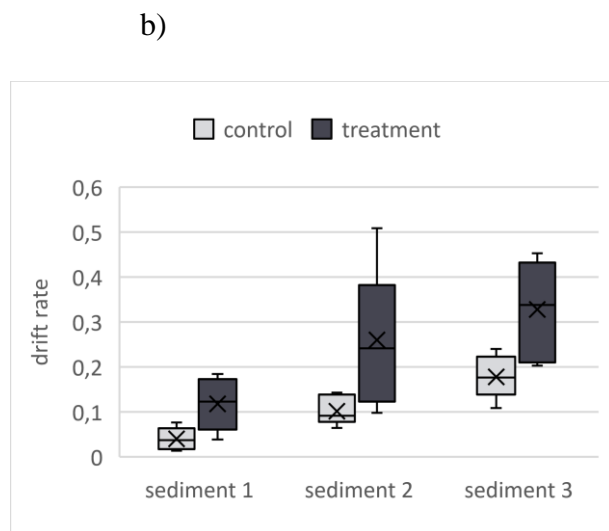 b)
control treatment
0,6
0,5
0,4
0,3
0,2
0,1
0
drift rate
sediment 1 sediment 2 sediment 3